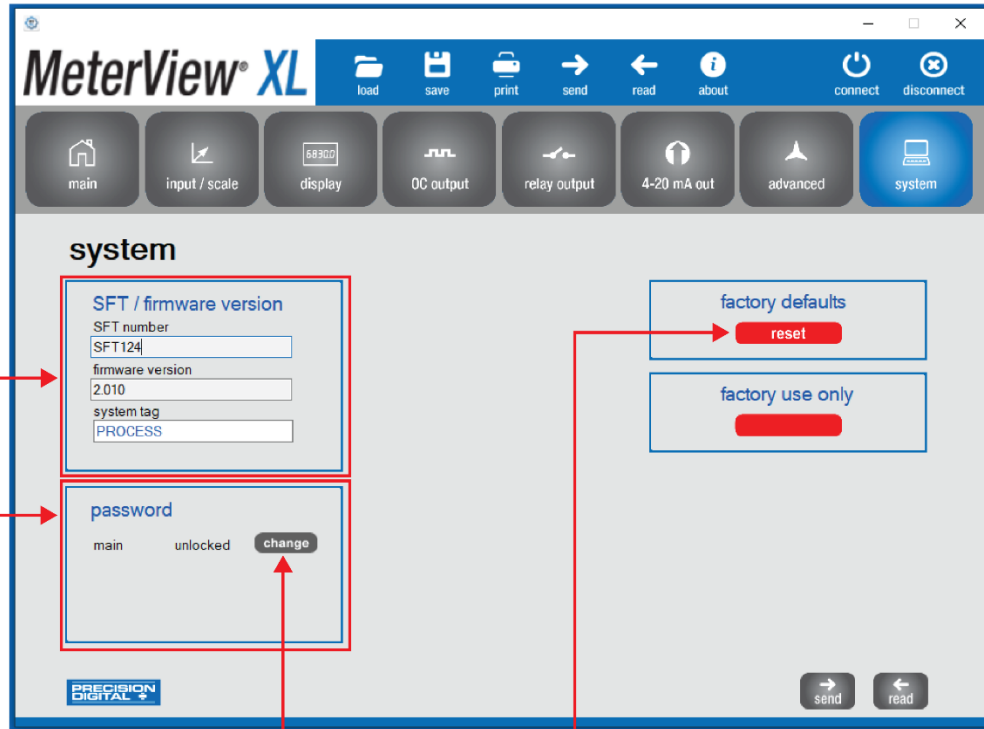 MeterView® XL
load save print send read about connect disconnect
main input / scale 68300 display OC output relay output 4-20 mA out advanced system
system
SFT / firmware version
SFT number
SFT124
firmware version
2.010
system tag
PROCESS
password
main unlocked change
factory defaults
reset
factory use only
PRECISION
DIGITAL
send read